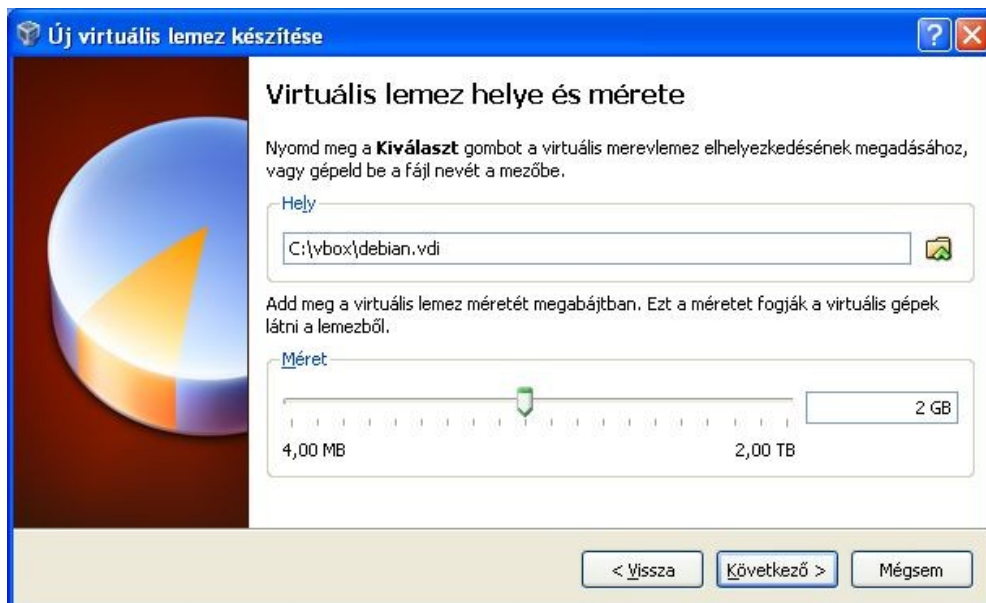 Új virtuális lemez készítése
Virtuális lemez helye és mérete
Nyomd meg a Kiválaszt gombot a virtuális merevlemez elhelyezkedésének megadásához,
vagy gépeld be a fájl nevét a mezőbe.
Hely
C:\vbox\debian.vdi
Add meg a virtuális lemez méretét megabájtban. Ezt a méretet fogják a virtuális gépek
látni a lemezből.
Méret
2 GB
4,00 MB 2,00 TB
< Vissza Következő > Mégsem